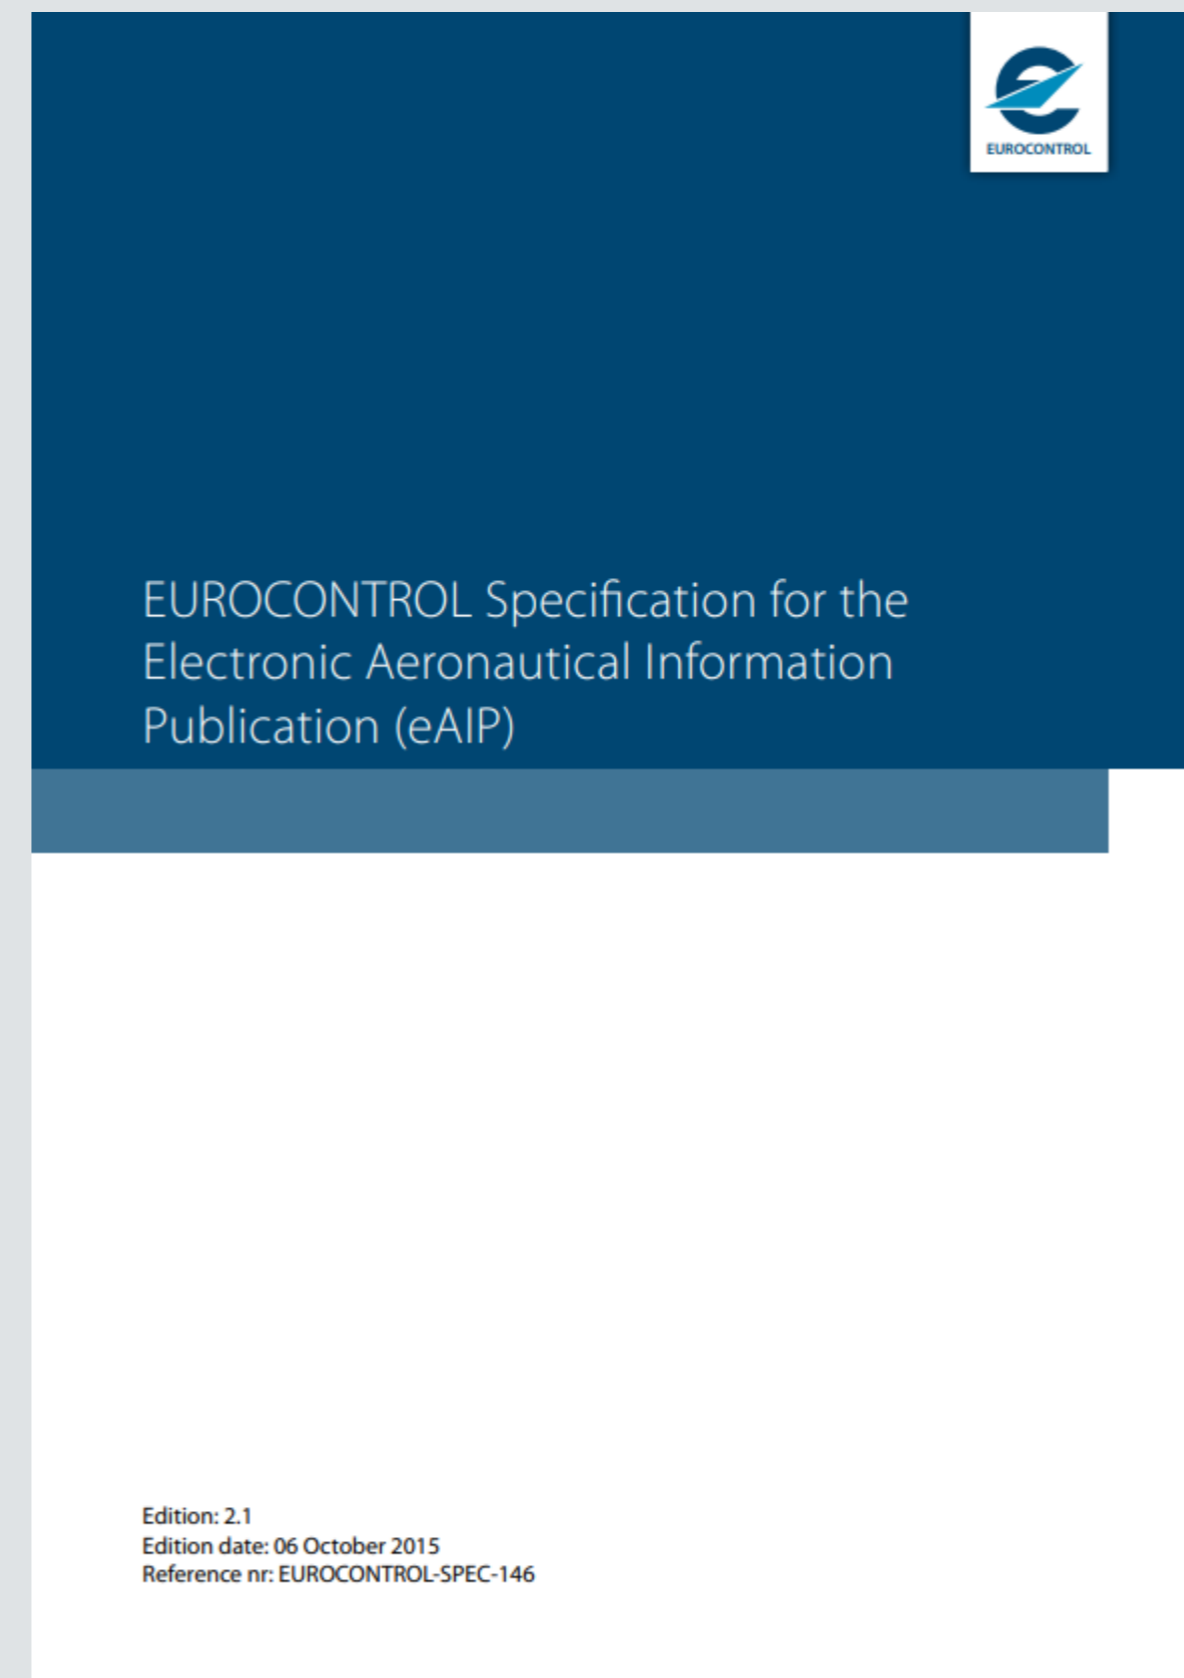 EUROCONTROL
EUROCONTROL Specification for the
Electronic Aeronautical Information
Publication (eAIP)
Edition: 2.1
Edition date: 06 October 2015
Reference nr: EUROCONTROL-SPEC-146